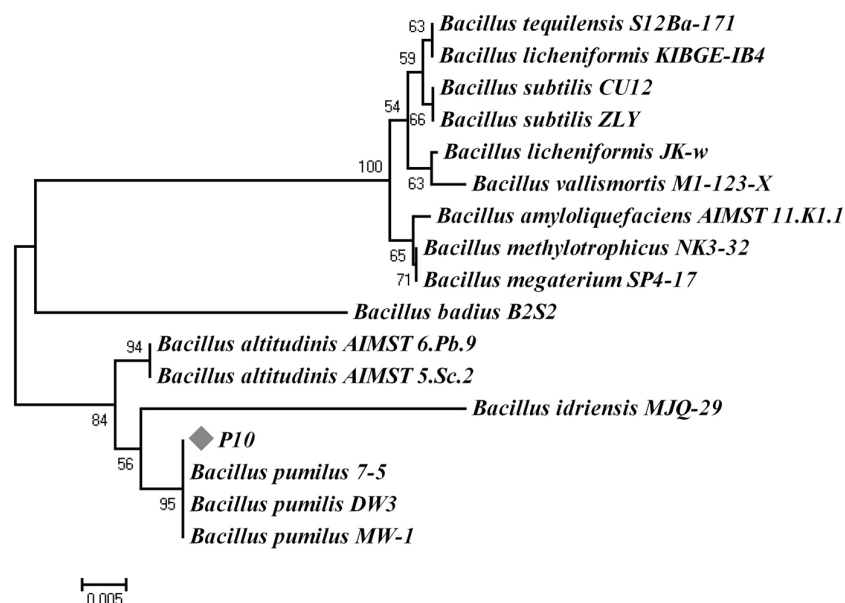 63
Bacillus tequilensis S12Ba-171
Bacillus licheniformis KIBGE-IB4
59
Bacillus subtilis CU12
54
66
Bacillus subtilis ZLY
Bacillus licheniformis JK-w
100
63
Bacillus vallismortis M1-123-X
Bacillus amyloliquefaciens AIMST 11.K1.1
65
Bacillus methylotrophicus NK3-32
71
Bacillus megaterium SP4-17
Bacillus badius B2S2
94
Bacillus altitudinis AIMST 6.Pb.9
Bacillus altitudinis AIMST 5.Sc.2
84
Bacillus idriensis MJQ-29
P10
56
Bacillus pumilus 7-5
95
Bacillus pumilis DW3
Bacillus pumilus MW-1
0.005